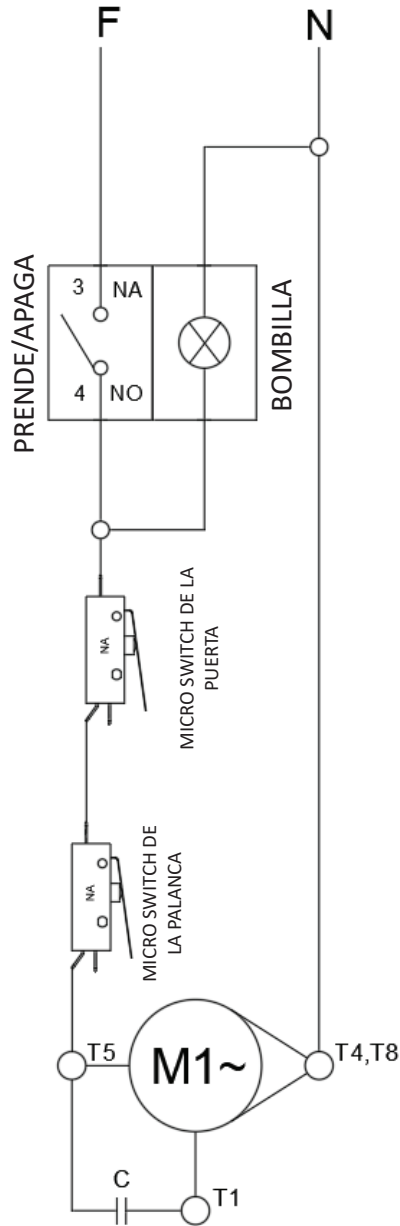 F
N
PRENDE/APAGA
3 NA
4 NO
BOMBILLA
NA
MICRO SWITCH DE LA
PUERTA
NA
MICRO SWITCH DE
LA PALANCA
T5
M1~
T4,T8
C
T1